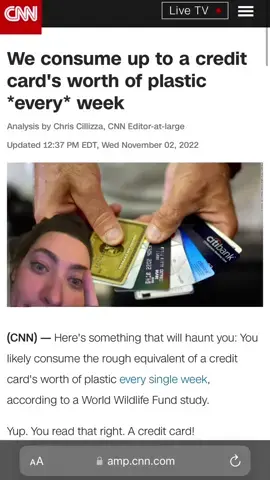 CNN
Live TV
We consume up to a credit
card's worth of plastic
*every* week
Analysis by Chris Cillizza, CNN Editor-at-large
Updated 12:37 PM EDT, Wed November 02, 2022
citibank
(CNN) — Here's something that will haunt you: You
likely consume the rough equivalent of a credit
card's worth of plastic every single week,
according to a World Wildlife Fund study.
Yup. You read that right. A credit card!
AA
amp.cnn.com